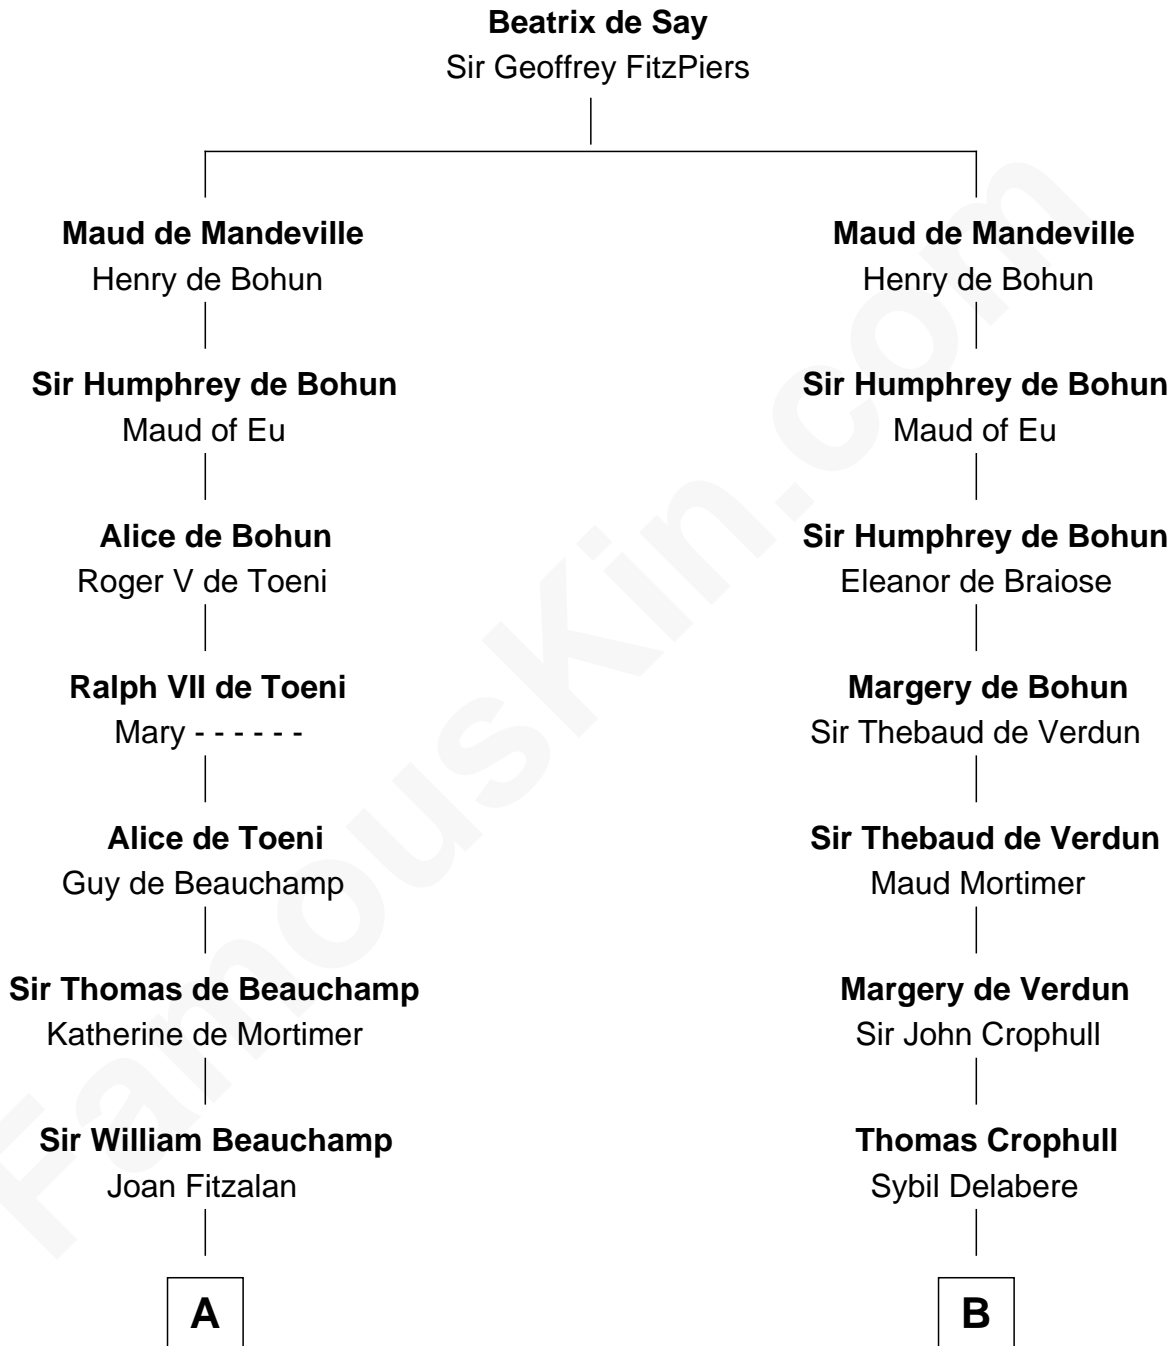 Beatrix de Say
Sir Geoffrey FitzPiers
Maud de Mandeville
Henry de Bohun
Sir Humphrey de Bohun
Maud of Eu
Alice de Bohun
Roger V de Toeni
Ralph VII de Toeni
Mary - - - - - -
Alice de Toeni
Guy de Beauchamp
Sir Thomas de Beauchamp
Katherine de Mortimer
Sir William Beauchamp
Joan Fitzalan
A
Maud de Mandeville
Henry de Bohun
Sir Humphrey de Bohun
Maud of Eu
Sir Humphrey de Bohun
Eleanor de Braiose
Margery de Bohun
Sir Thebaud de Verdun
Sir Thebaud de Verdun
Maud Mortimer
Margery de Verdun
Sir John Crophull
Thomas Crophull
Sybil Delabere
B
FamousKin.com